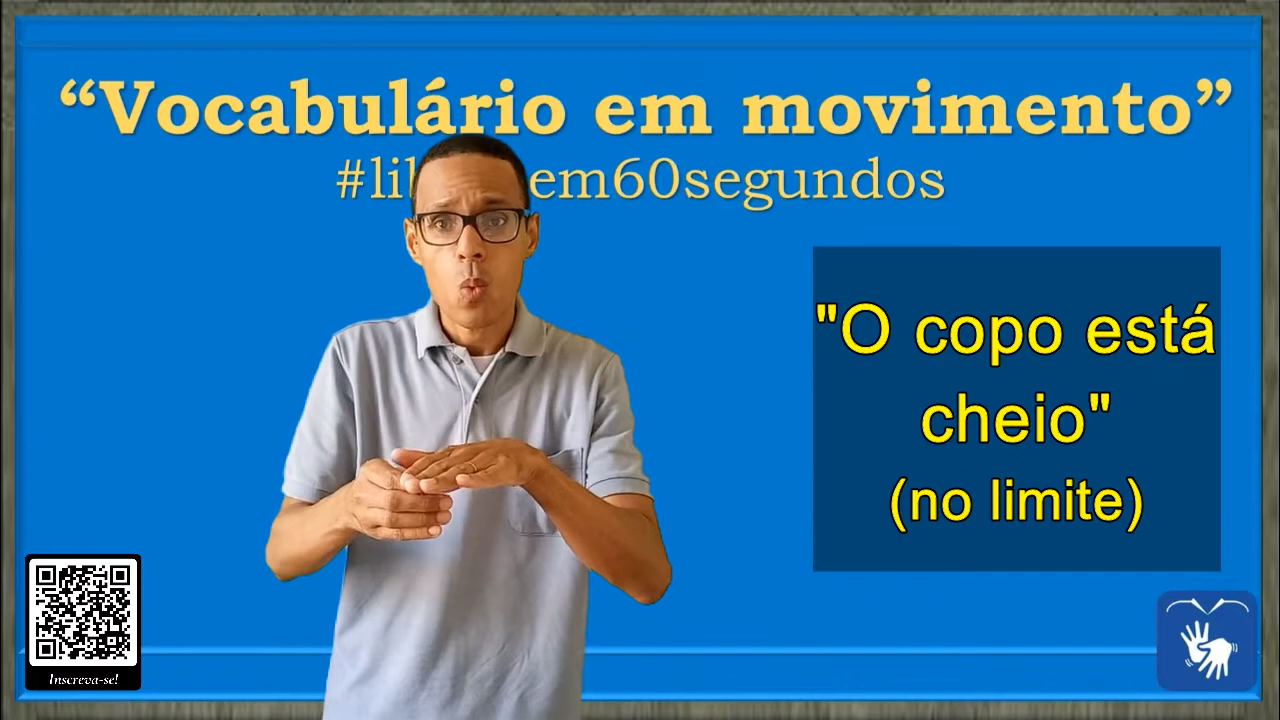 “Vocabulário em movimento”
#lib em60segundos
"O copo está
cheio"
(no limite)
Inscreva-se!